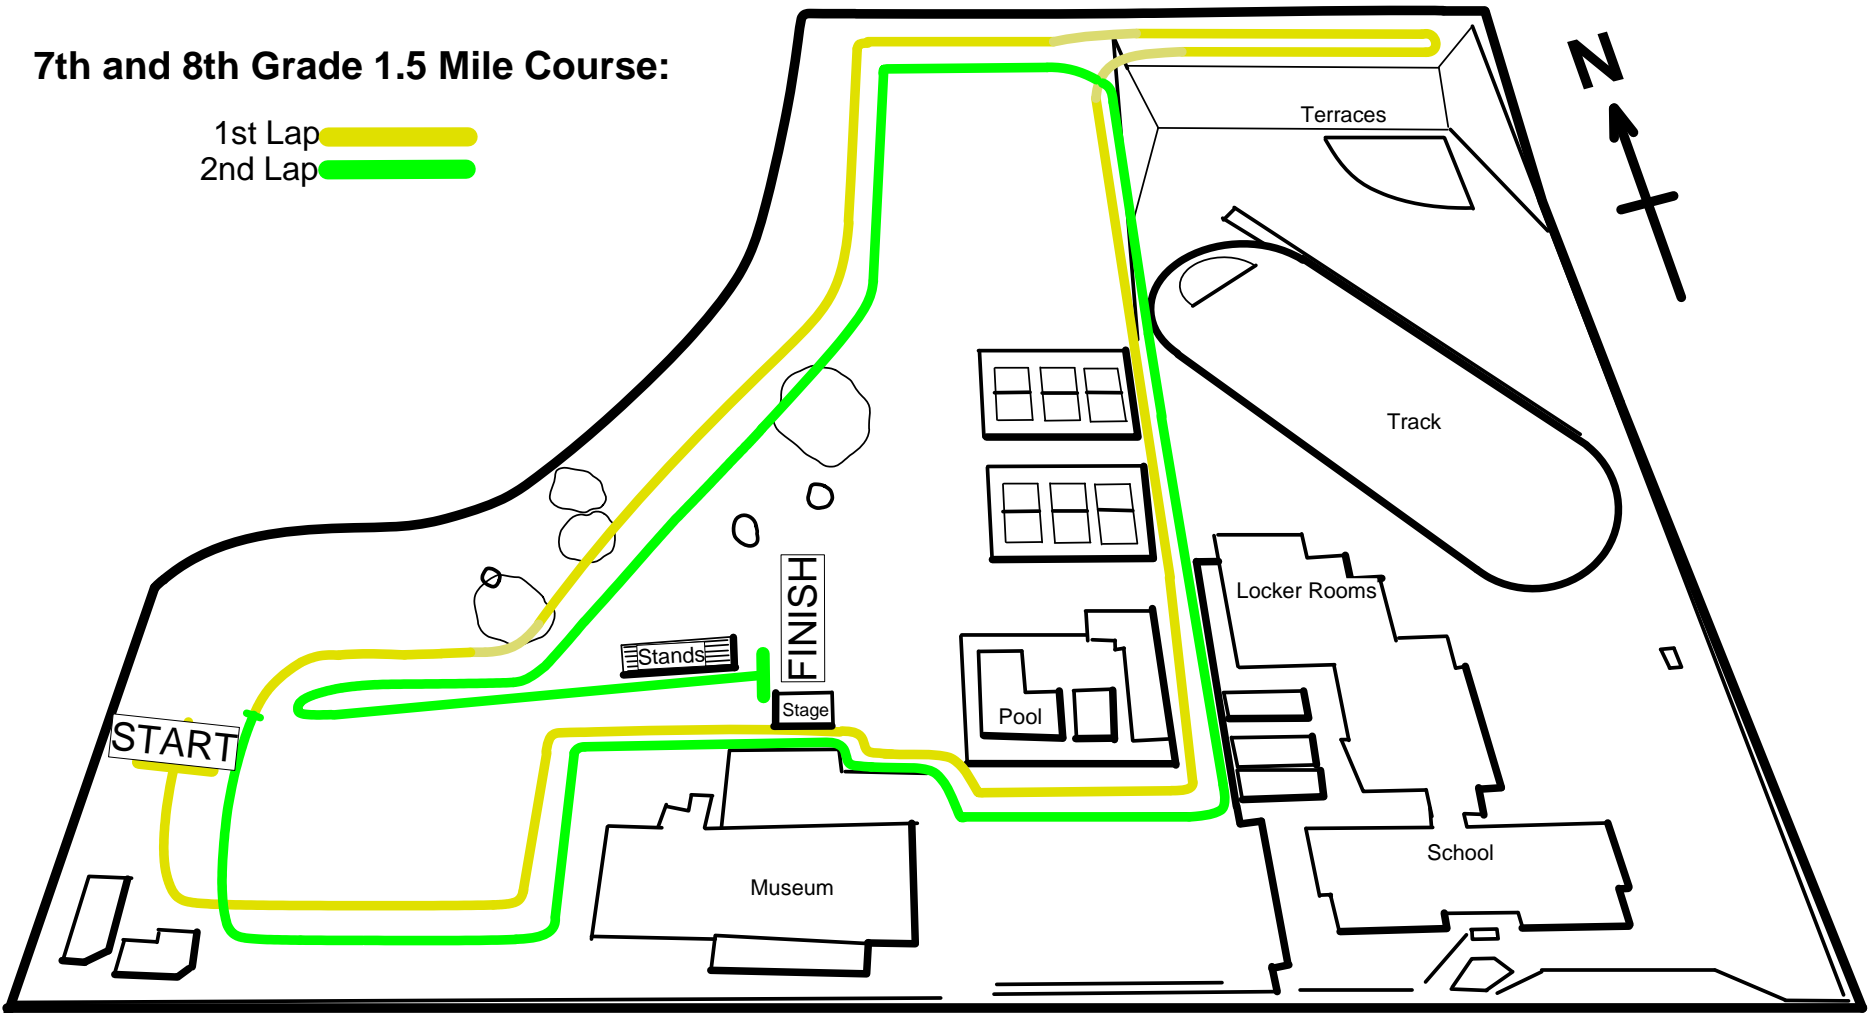 7th and 8th Grade 1.5 Mile Course:
1st Lap
2nd Lap
N
Terraces
Track
Locker Rooms
FINISH
Stands
Stage
Pool
START
School
Museum